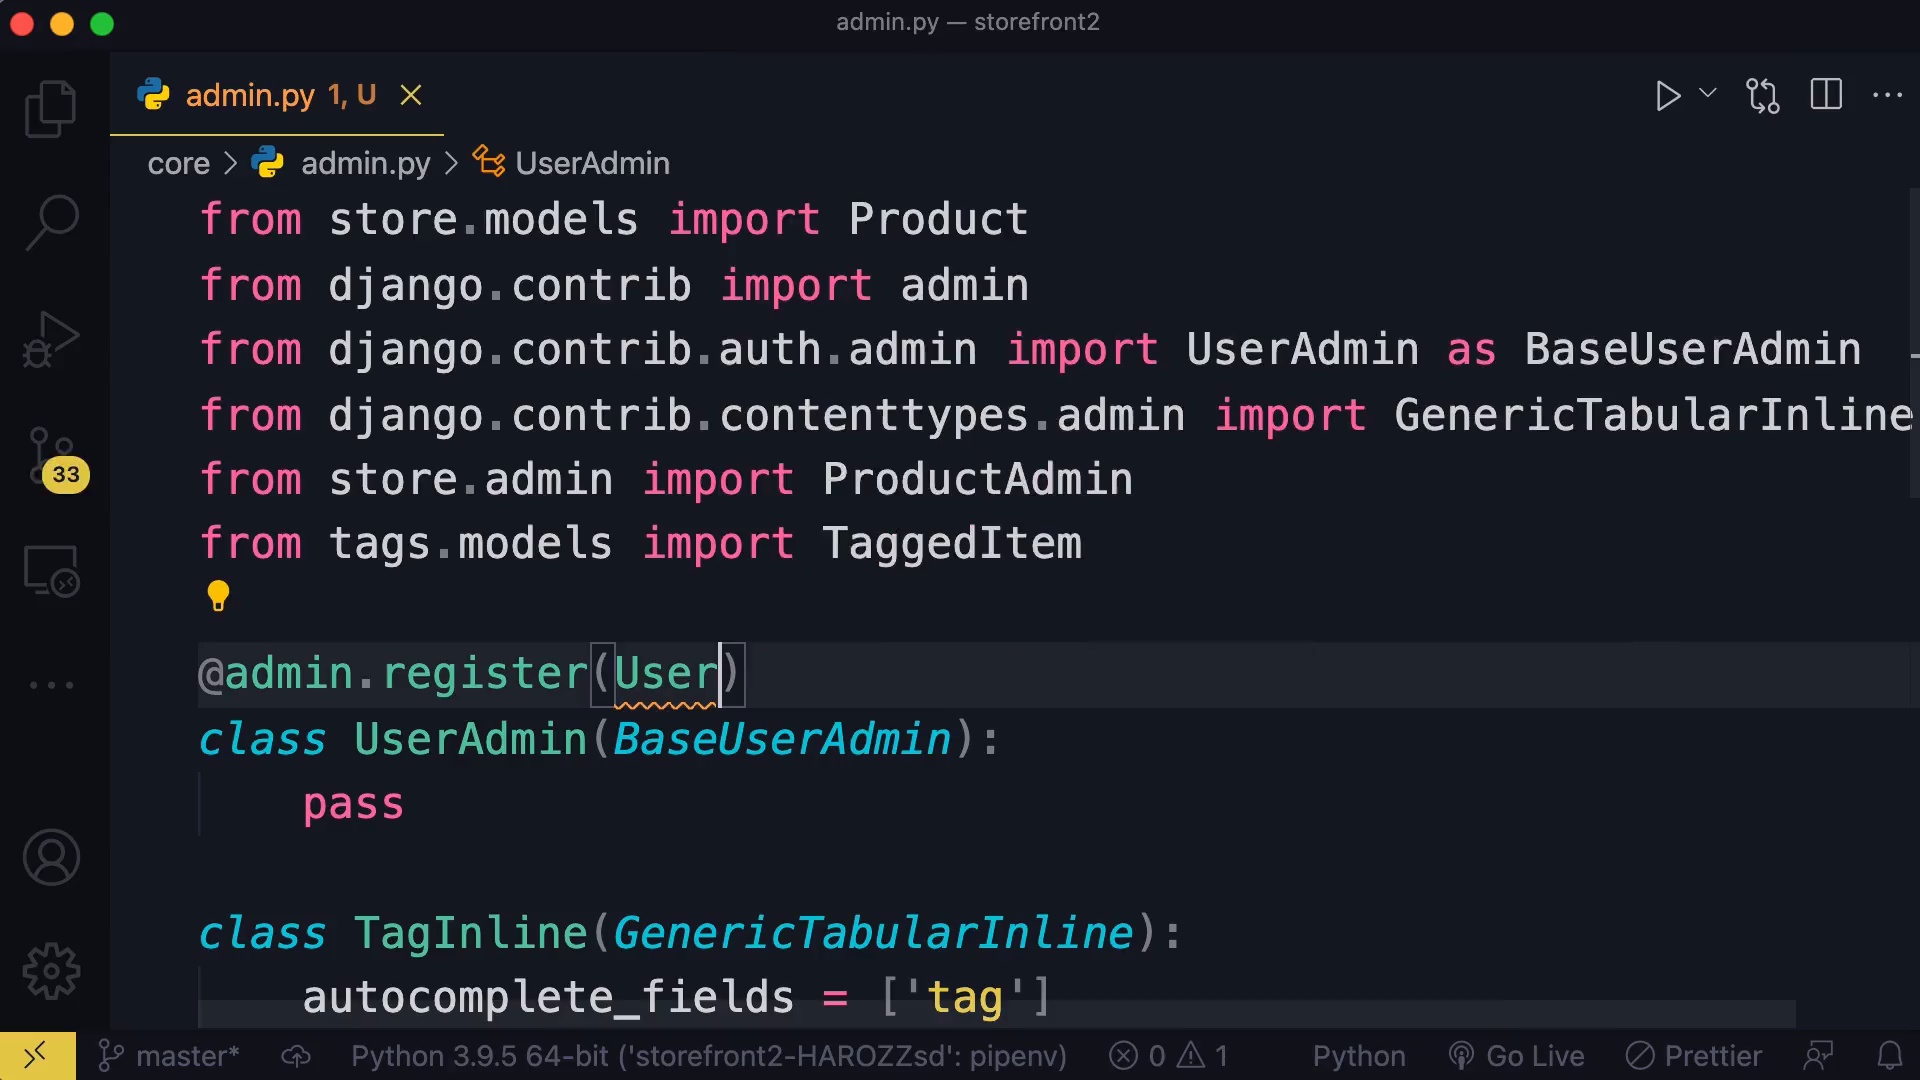 admin.py — storefront2
admin.py 1, U
core > admin.py > UserAdmin
from store.models import Product
from django.contrib import admin
from django.contrib.auth.admin import UserAdmin as BaseUserAdmin
from django.contrib.contenttypes.admin import GenericTabularInline
from store.admin import ProductAdmin
from tags.models import TaggedItem
@admin.register(User)
class UserAdmin(BaseUserAdmin):
    pass
class TagInline(GenericTabularInline):
    autocomplete_fields = ['tag']
33
master* Python 3.9.5 64-bit ('storefront2-HAROZZsd': pipenv) 0 1 Python Go Live Prettier